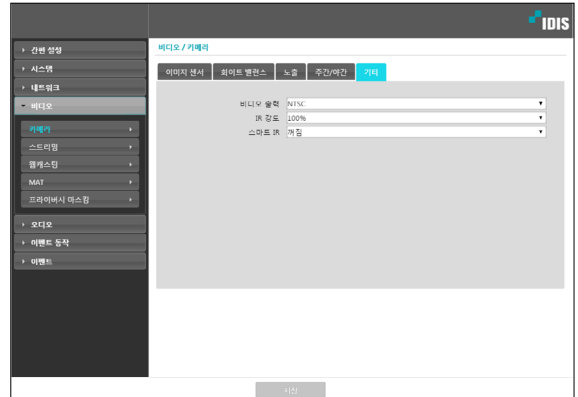 IDIS
간편 설정
시스템
네트워크
비디오
카메라
스트리밍
웹캐스팅
MAT
프라이버시 마스킹
오디오
이벤트 동작
이벤트
비디오 / 카메라
이미지 센서 화이트 밸런스 노출 주간/야간 기타
비디오 출력 NTSC
IR 강도 100%
스마트 IR 꺼짐
저장